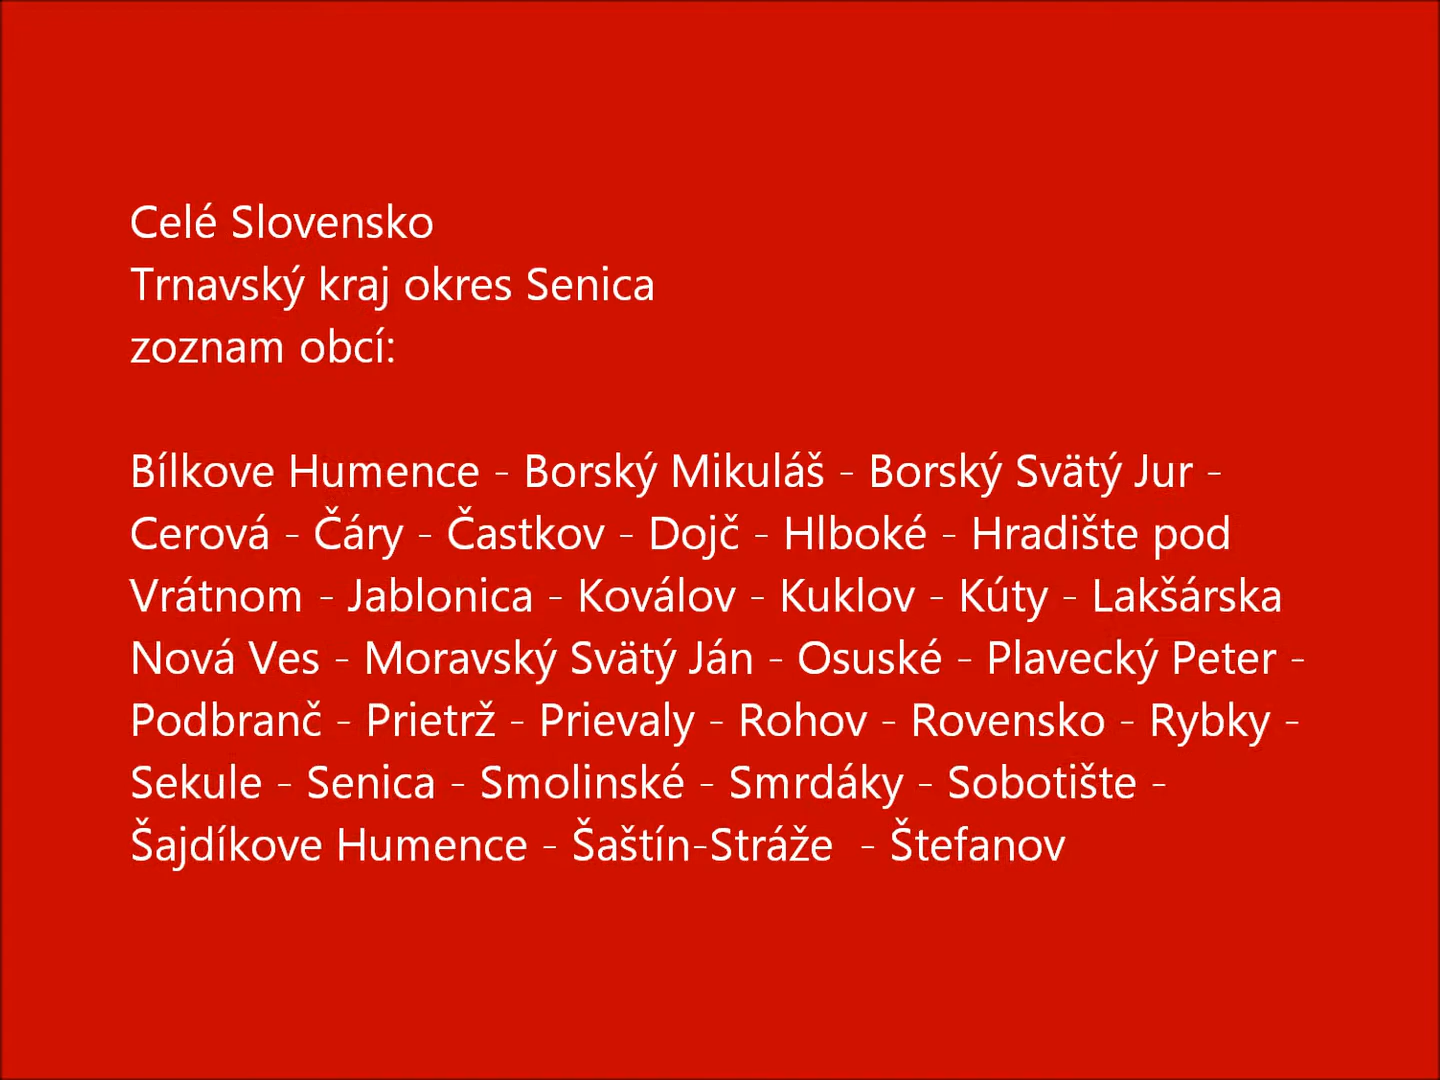 Celé Slovensko
Trnavský kraj okres Senica
zoznam obcí:
Bílkove Humence - Borský Mikuláš - Borský Svätý Jur -
Cerová - Čáry - Častkov - Dojč - Hlboké - Hradište pod
Vrátnom - Jablonica - Koválov - Kuklov - Kúty - Lakšárska
Nová Ves - Moravský Svätý Ján - Osuské - Plavecký Peter -
Podbranč - Prietrž - Prievaly - Rohov - Rovensko - Rybky -
Sekule - Senica - Smolinské - Smrdáky - Sobotište -
Šajdíkove Humence - Šaštín-Stráže  - Štefanov